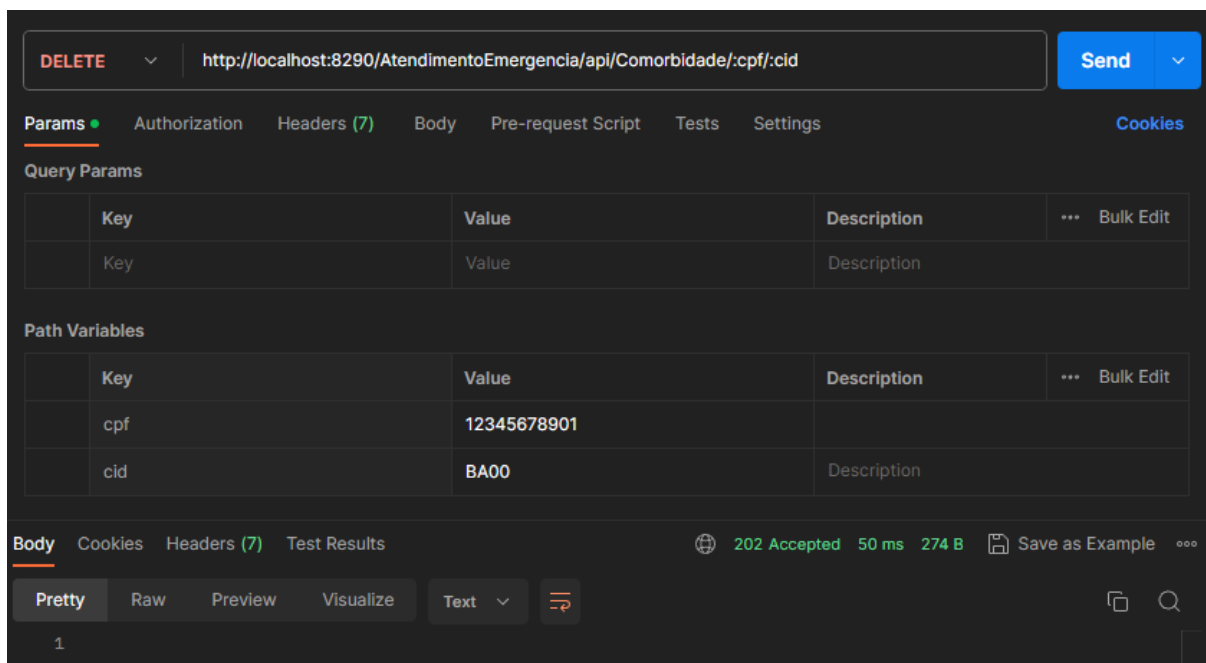 DELETE http://localhost:8290/AtendimentoEmergencia/api/Comorbidade/:cpf/:cid Send
Params Authorization Headers (7) Body Pre-request Script Tests Settings Cookies
Query Params
Key Value Description ••• Bulk Edit
Key Value Description
Path Variables
Key Value Description ••• Bulk Edit
cpf 12345678901
cid BA00 Description
Body Cookies Headers (7) Test Results 202 Accepted 50 ms 274 B Save as Example
Pretty Raw Preview Visualize Text
1